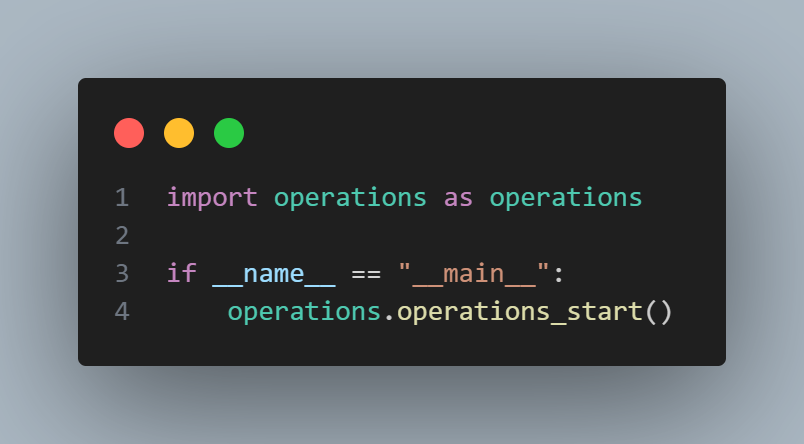 1 import operations as operations
2
3 if __name__ == "__main__":
4     operations.operations_start()